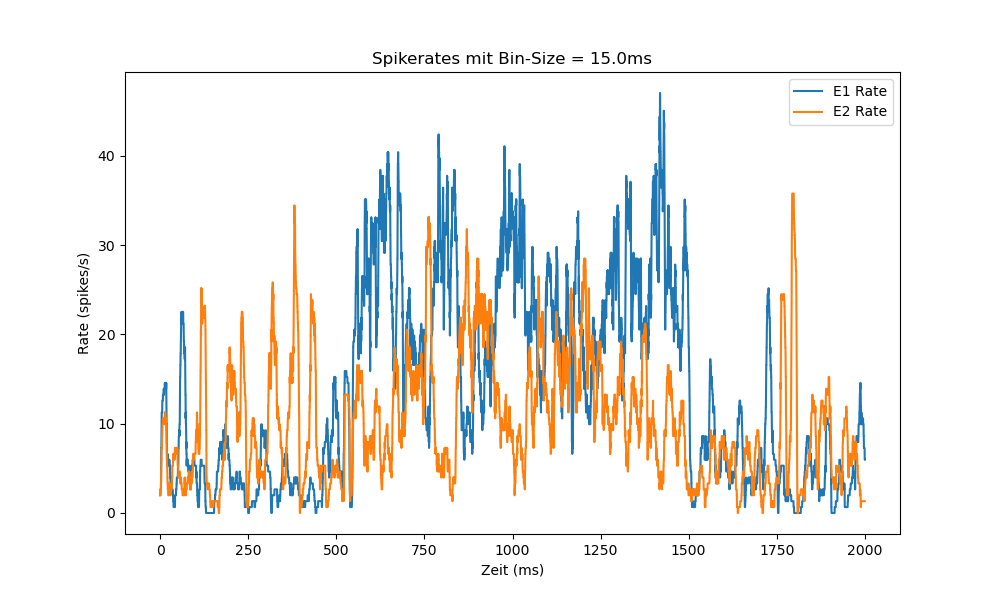 Spikerates mit Bin-Size = 15.0ms
E1 Rate
E2 Rate
Rate (spikes/s)
40
30
20
10
0
0 250 500 750 1000 1250 1500 1750 2000
Zeit (ms)